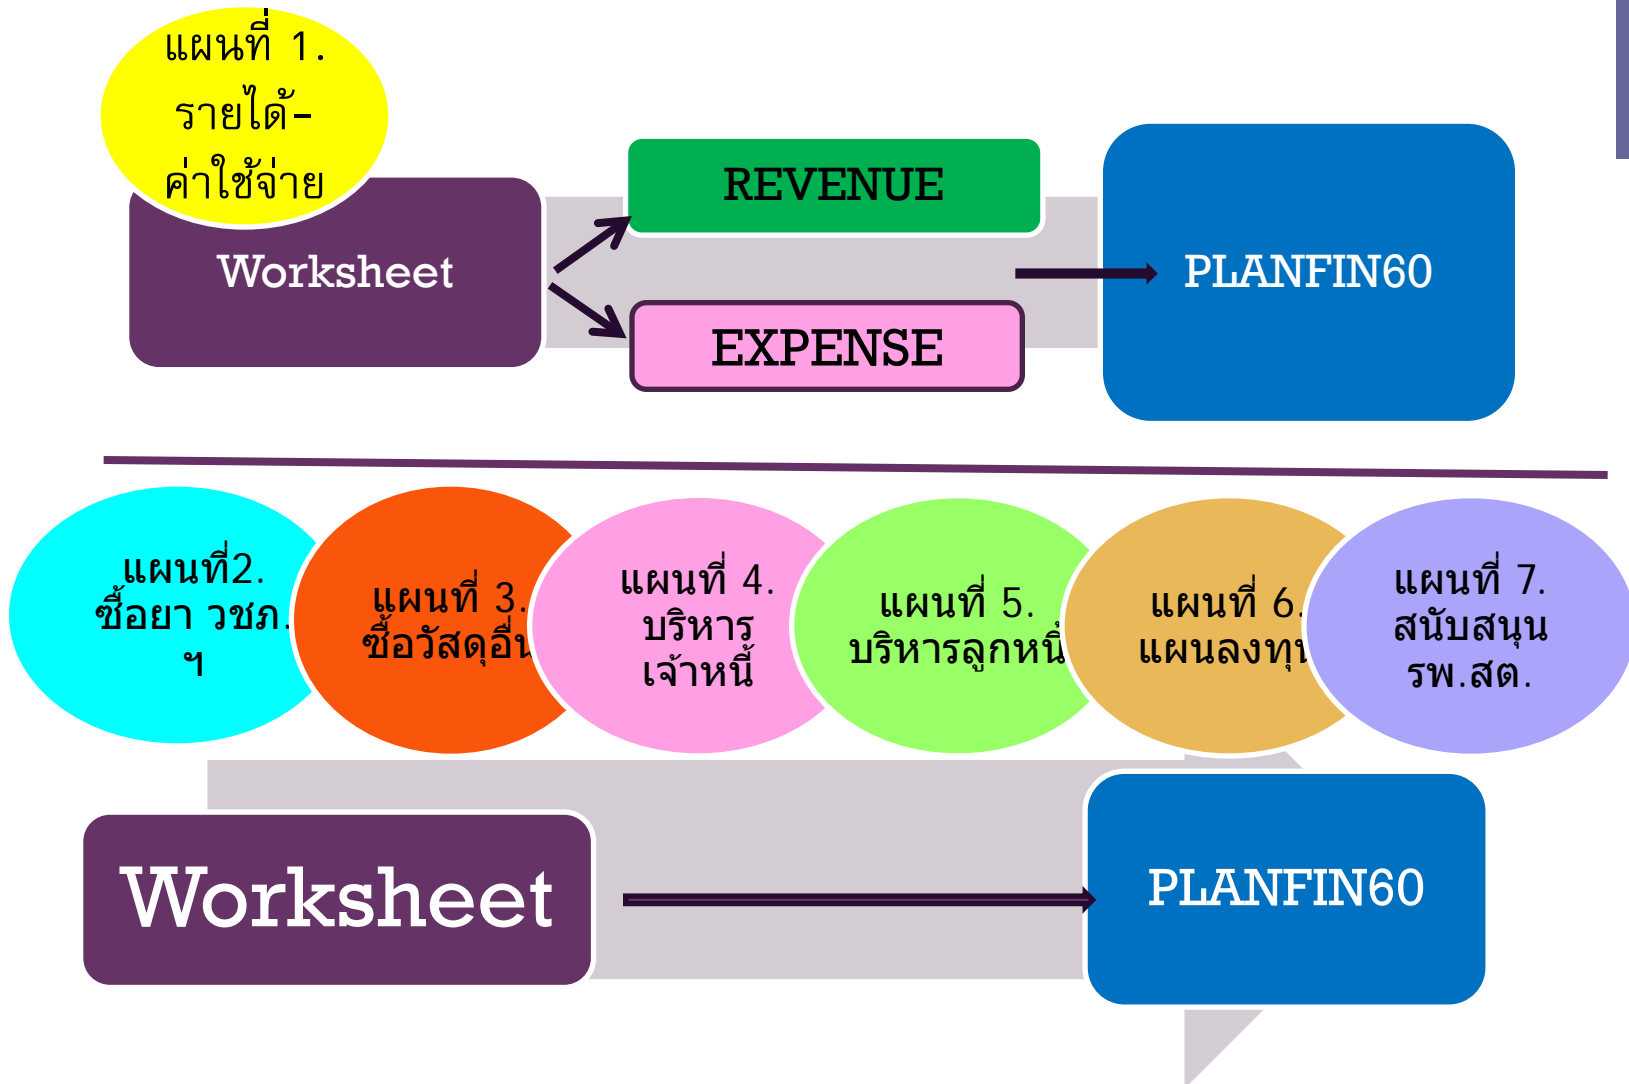 แผนที่ 1.
รายได้-
ค่าใช้จ่าย
Worksheet
REVENUE
EXPENSE
PLANFIN60
แผนที่2.
ซื้อยา วชภ.
ฯ
แผนที่ 3.
ซื้อวัสดุอื่น
แผนที่ 4.
บริหาร
เจ้าหนี้
แผนที่ 5.
บริหารลูกหนี้
แผนที่ 6.
แผนลงทุน
แผนที่ 7.
สนับสนุน
รพ.สต.
Worksheet
PLANFIN60